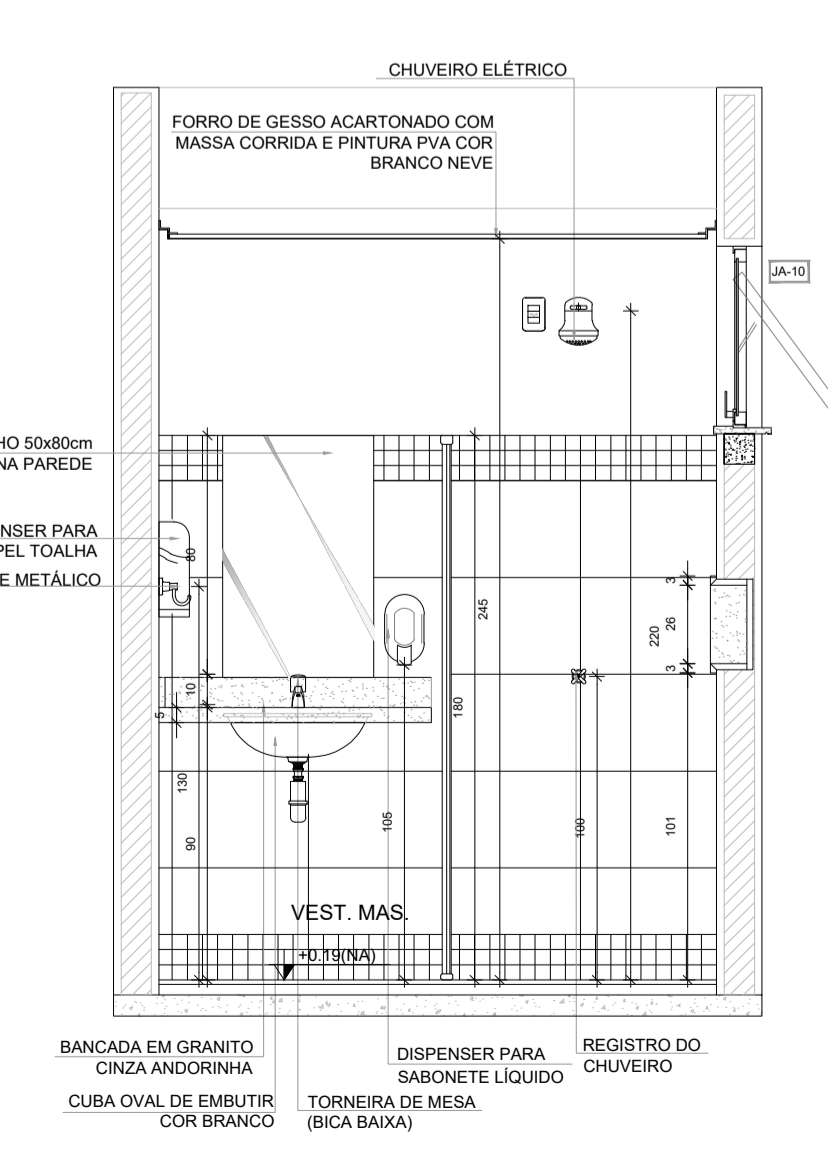 CHUVEIRO ELÉTRICO
FORRO DE GESSO ACARTONADO COM
MASSA CORRIDA E PINTURA PVA COR
BRANCO NEVE
JA-10
HO 50x80cm
NA PAREDE
NSER PARA
PEL TOALHA
E METÁLICO
80
245
3
26
220
3
10
5
180
130
90
105
100
101
VEST. MAS.
+0.19(NA)
BANCADA EM GRANITO
CINZA ANDORINHA
CUBA OVAL DE EMBUTIR
COR BRANCO
TORNEIRA DE MESA
(BICA BAIXA)
DISPENSER PARA
SABONETE LÍQUIDO
REGISTRO DO
CHUVEIRO